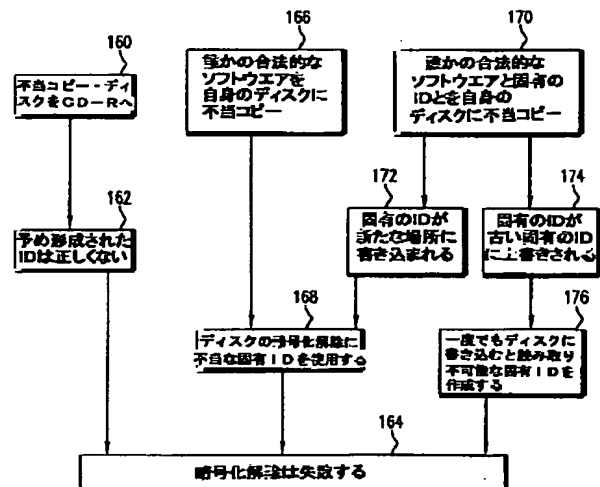 160
不当コピー・ディ
スクをCD-Rへ
166
誰かの合法的な
ソフトウエアを
自身のディスクに
不当コピー
170
誰かの合法的な
ソフトウエアと固有の
IDとを自身の
ディスクに不当コピー
162
予め形成された
IDは正しくない
172
固有のIDが
新たな場所に
書き込まれる
174
固有のIDが
古い固有のID
に上書きされる
168
ディスクの暗号化解除に
不当な固有IDを使用する
176
一度でもディスクに
書き込むと読み取り
不可能な固有IDを
作成する
164
暗号化解除は失敗する